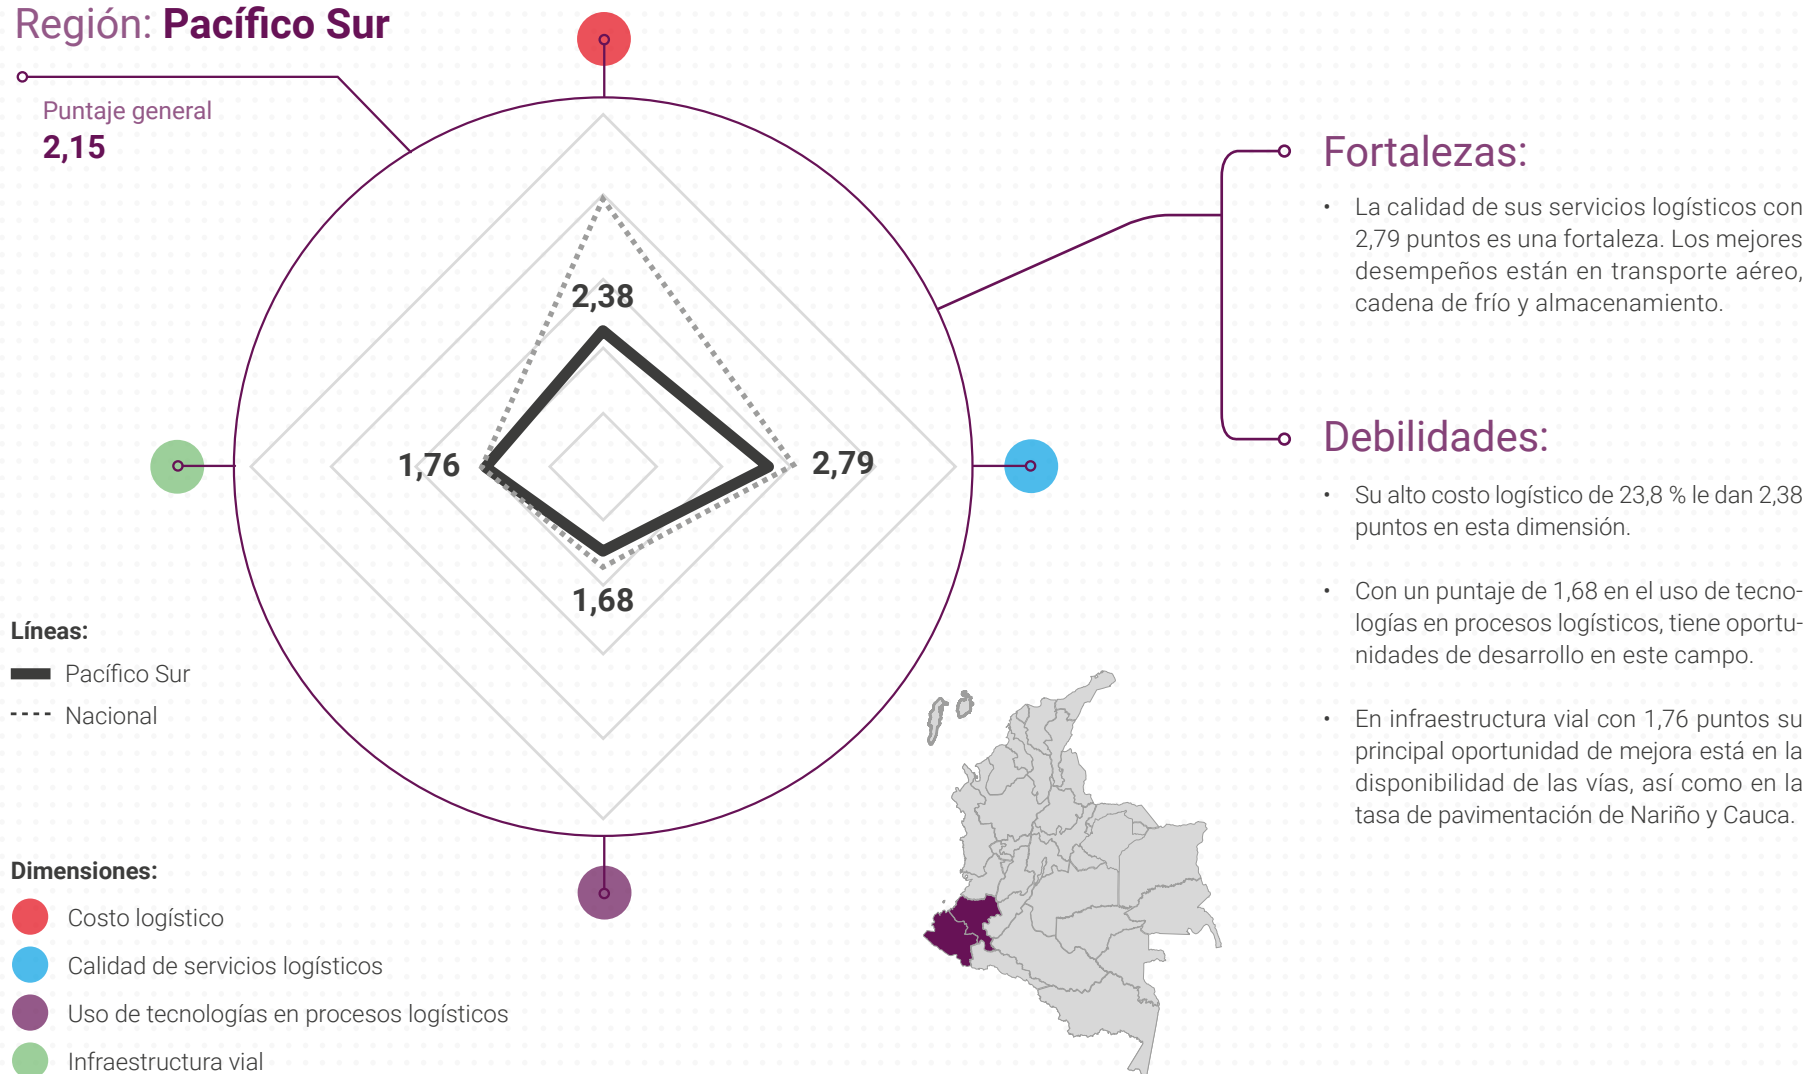 Región: Pacífico Sur
Puntaje general
2,15
2,38
1,76
2,79
1,68
Líneas:
Pacífico Sur
Nacional
Dimensiones:
Costo logístico
Calidad de servicios logísticos
Uso de tecnologías en procesos logísticos
Infraestructura vial
Fortalezas:
• La calidad de sus servicios logísticos con
2,79 puntos es una fortaleza. Los mejores
desempeños están en transporte aéreo,
cadena de frío y almacenamiento.
Debilidades:
• Su alto costo logístico de 23,8 % le dan 2,38
puntos en esta dimensión.
• Con un puntaje de 1,68 en el uso de tecno-
logías en procesos logísticos, tiene oportu-
nidades de desarrollo en este campo.
• En infraestructura vial con 1,76 puntos su
principal oportunidad de mejora está en la
disponibilidad de las vías, así como en la
tasa de pavimentación de Nariño y Cauca.